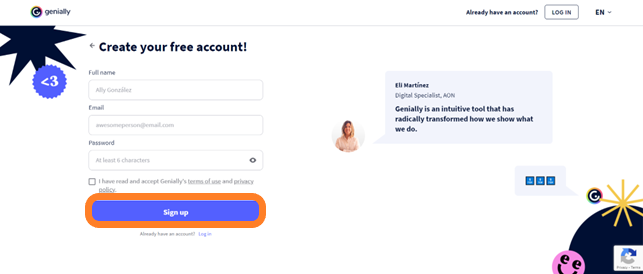 genially
Already have an account?
LOG IN
EN
← Create your free account!
<3
Full name
Ally González
Email
awesomeperson@email.com
Password
At least 6 characters
I have read and accept Genially's terms of use and privacy
policy.
Sign up
Already have an account? Log in
Eli Martínez
Digital Specialist, AON
Genially is an intuitive tool that has
radically transformed how we show what
we do.
Privacy - Terms